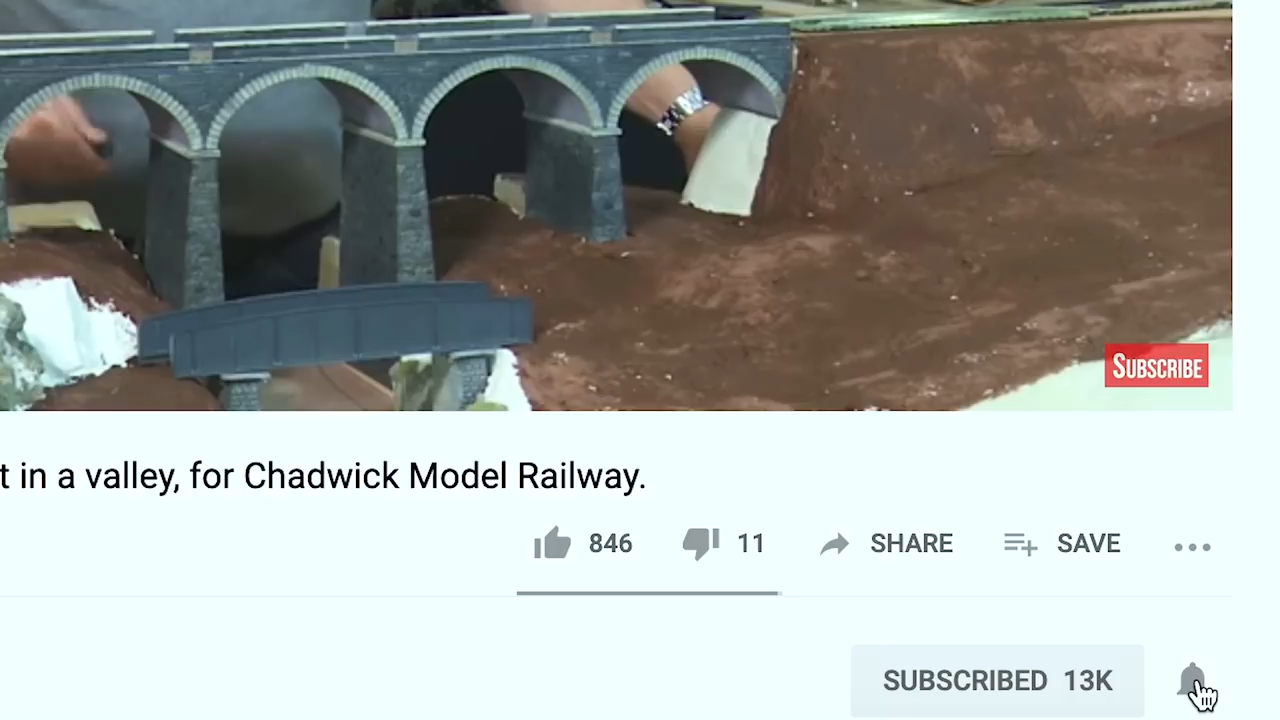 SUBSCRIBE
t in a valley, for Chadwick Model Railway.
846 11 SHARE SAVE
SUBSCRIBED 13K